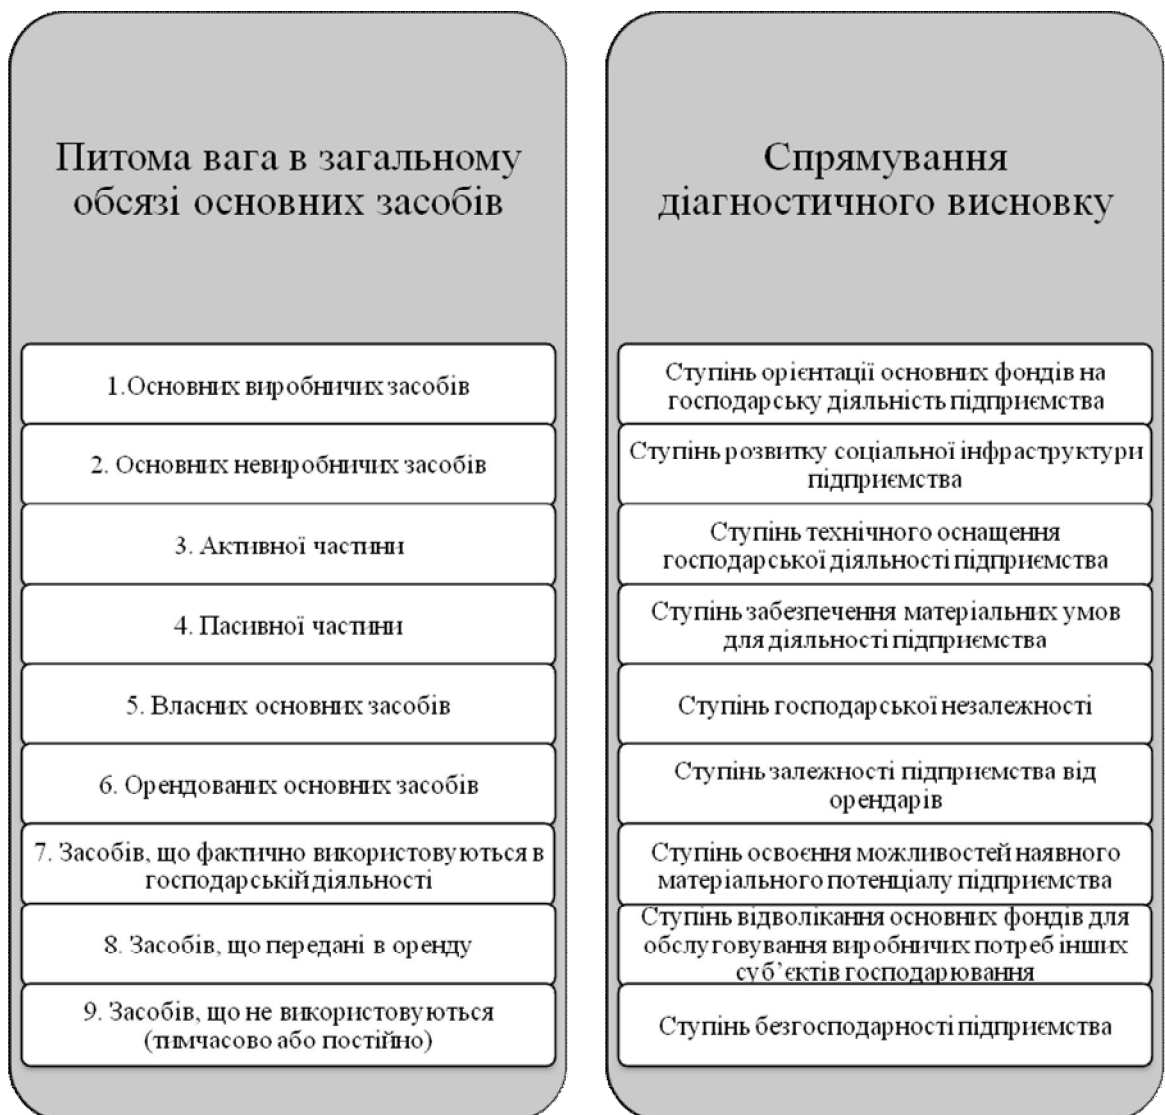 Питома вага в загальному
обсязі основних засобів
1.Основних виробничих засобів
2. Основних невиробничих засобів
3. Активної частини
4. Пасивної частини
5. Власних основних засобів
6. Орендованих основних засобів
7. Засобів, що фактично використовуються в
господарській діяльності
8. Засобів, що передані в оренду
9. Засобів, що не використовуються
(тимчасово або постійно)
Спрямування
діагностичного висновку
Ступінь орієнтації основних фондів на
господарську діяльність підприємства
Ступінь розвитку соціальної інфраструктури
підприємства
Ступінь технічного оснащення
господарської діяльності підприємства
Ступінь забезпечення матеріальних умов
для діяльності підприємства
Ступінь господарської незалежності
Ступінь залежності підприємства від
орендарів
Ступінь освоєння можливостей наявного
матеріального потенціалу підприємства
Ступінь відволікання основних фондів для
обслуговування виробничих потреб інших
суб’єктів господарювання
Ступінь безгосподарності підприємства